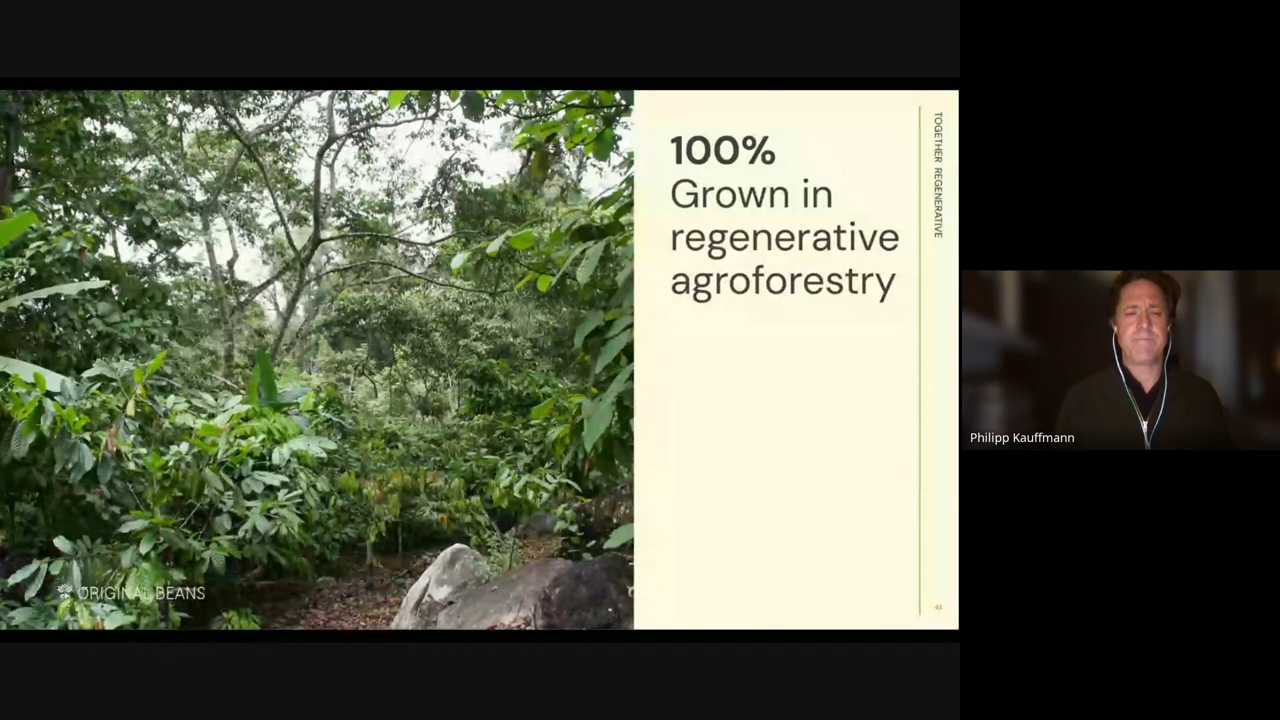 100%
Grown in
regenerative
agroforestry
TOGETHER REGENERATIVE
ORIGINAL BEANS
Philipp Kauffmann